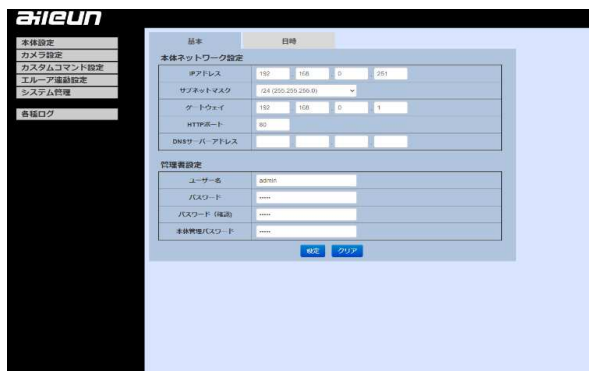 aileun
本体設定
カメラ設定
カスタムコマンド設定
エルーア連動設定
システム管理
各種ログ
基本 日時
本体ネットワーク設定
IPアドレス 192 . 168 . 0 . 251
サブネットマスク /24 (255.255.255.0)
ゲートウェイ 192 . 168 . 0 . 1
HTTPポート 80
DNSサーバーアドレス . . .
管理者設定
ユーザー名 admin
パスワード •••••
パスワード (確認) •••••
本体管理パスワード •••••
設定 クリア